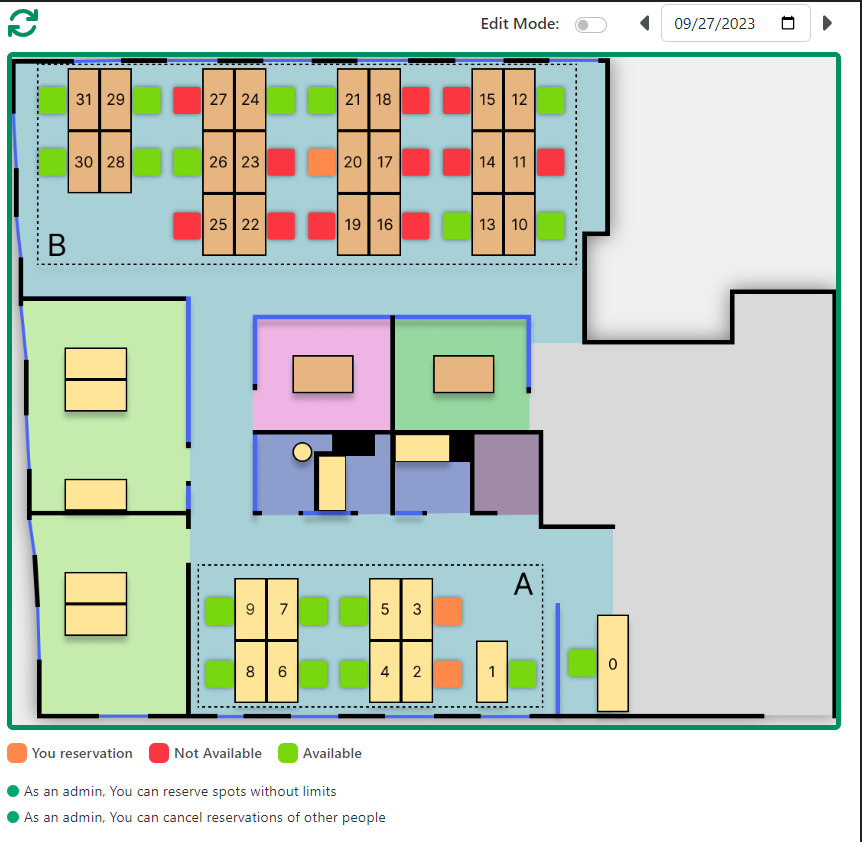 Edit Mode:
09/27/2023
31 29 27 24 21 18 15 12
30 28 26 23 20 17 14 11
25 22 19 16 13 10
B
A
9 7 5 3
8 6 4 2 1 0
You reservation Not Available Available
As an admin, You can reserve spots without limits
As an admin, You can cancel reservations of other people